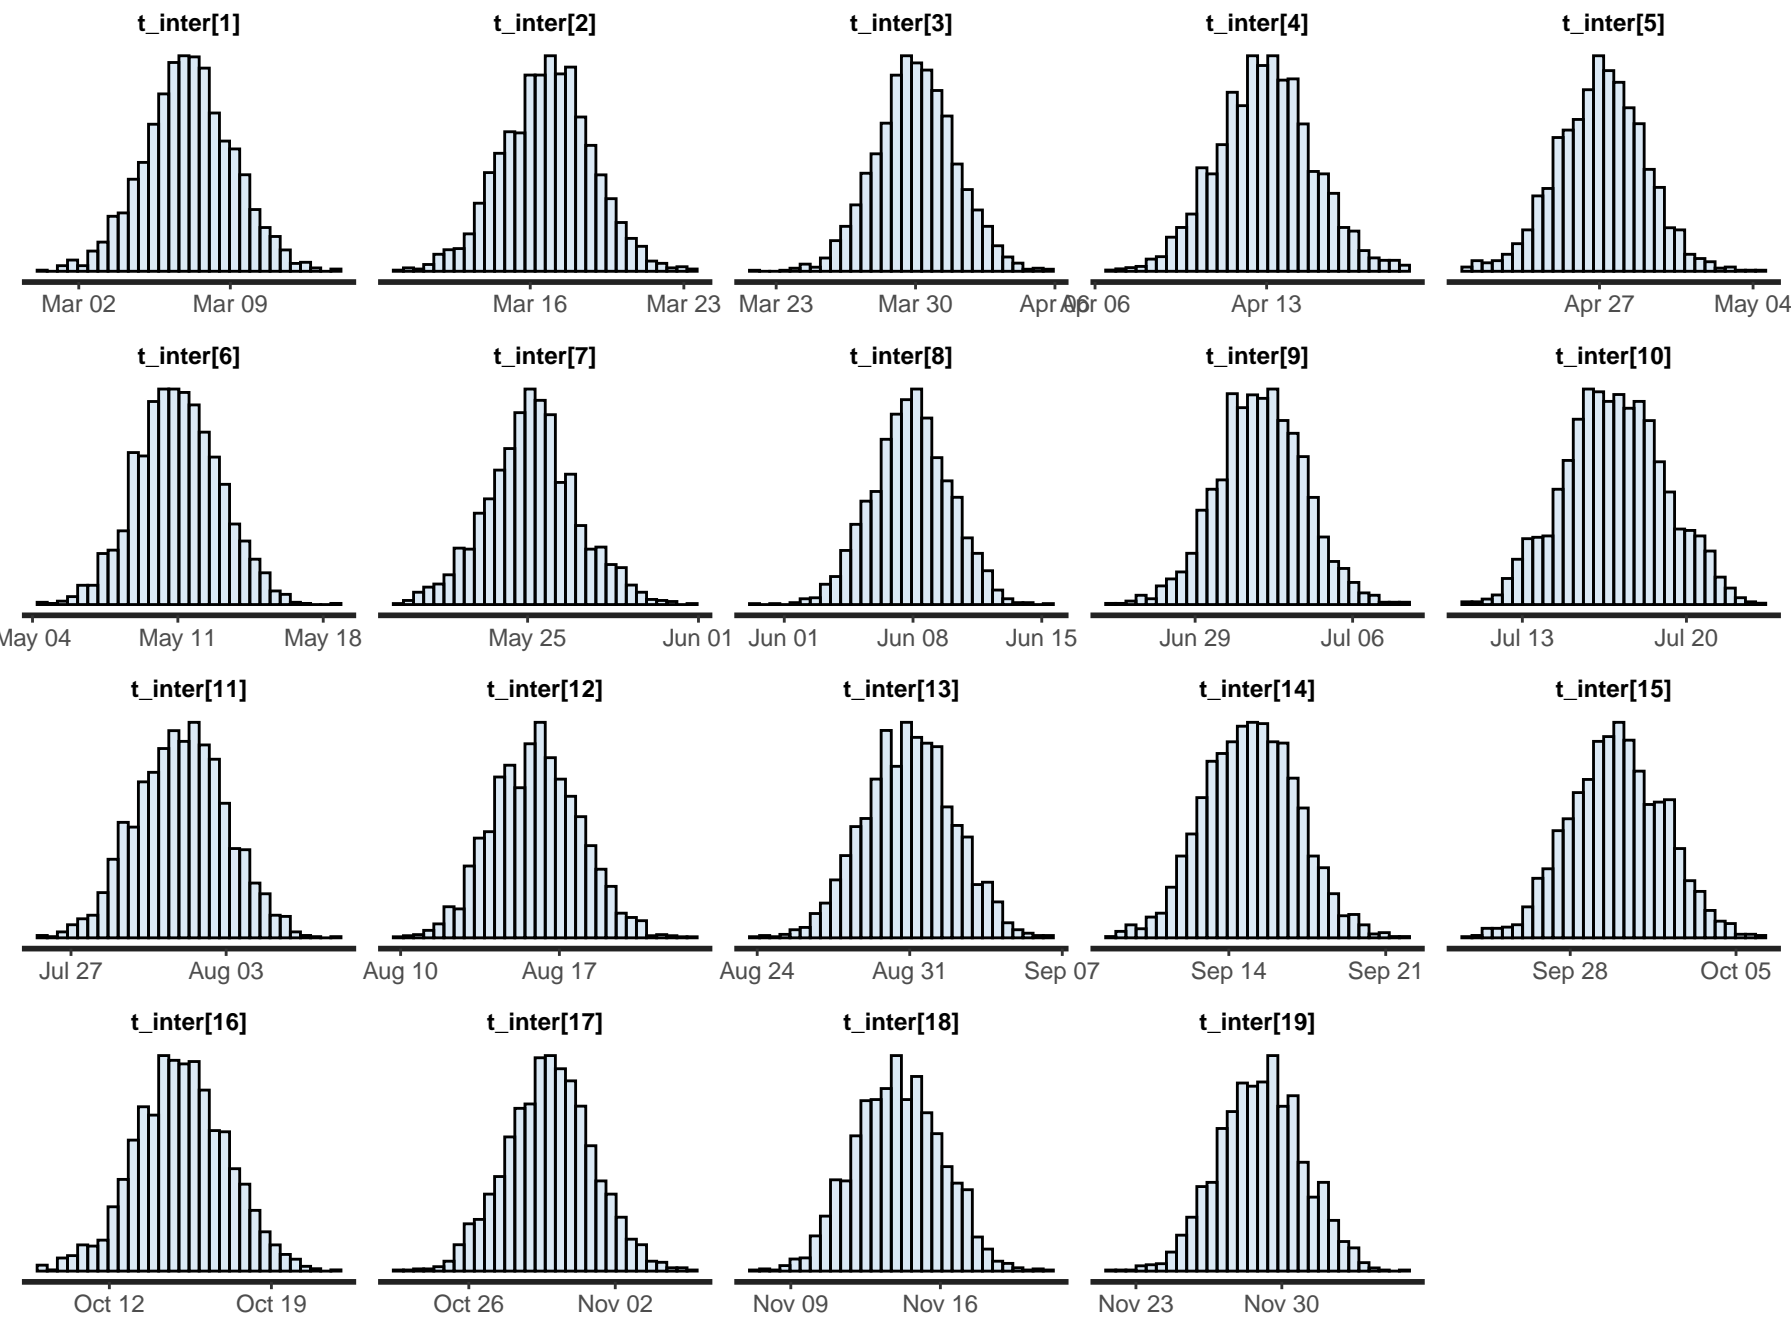 t_inter[1] t_inter[2] t_inter[3] t_inter[4] t_inter[5]
Mar 02 Mar 09 Mar 16 Mar 23 Mar 23 Mar 30 Apr 06 Apr 06 Apr 13 Apr 27 May 04
t_inter[6] t_inter[7] t_inter[8] t_inter[9] t_inter[10]
May 04 May 11 May 18 May 25 Jun 01 Jun 01 Jun 08 Jun 15 Jun 29 Jul 06 Jul 13 Jul 20
t_inter[11] t_inter[12] t_inter[13] t_inter[14] t_inter[15]
Jul 27 Aug 03 Aug 10 Aug 17 Aug 24 Aug 31 Sep 07 Sep 14 Sep 21 Sep 28 Oct 05
t_inter[16] t_inter[17] t_inter[18] t_inter[19]
Oct 12 Oct 19 Oct 26 Nov 02 Nov 09 Nov 16 Nov 23 Nov 30